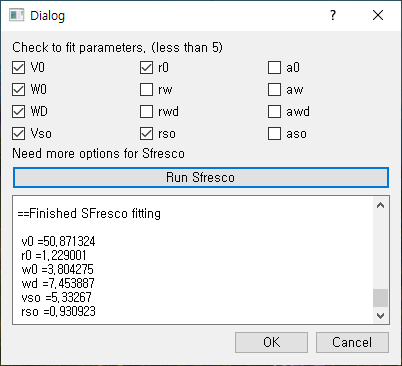 Dialog ?
Check to fit parameters, (less than 5)
V0 r0 a0
W0 rw aw
WD rwd awd
Vso rso aso
Need more options for Sfresco
Run Sfresco
==Finished SFresco fitting
v0 =50,871324
r0 =1,229001
w0 =3,804275
wd =7,453887
vso =5,33267
rso =0,930923
OK Cancel